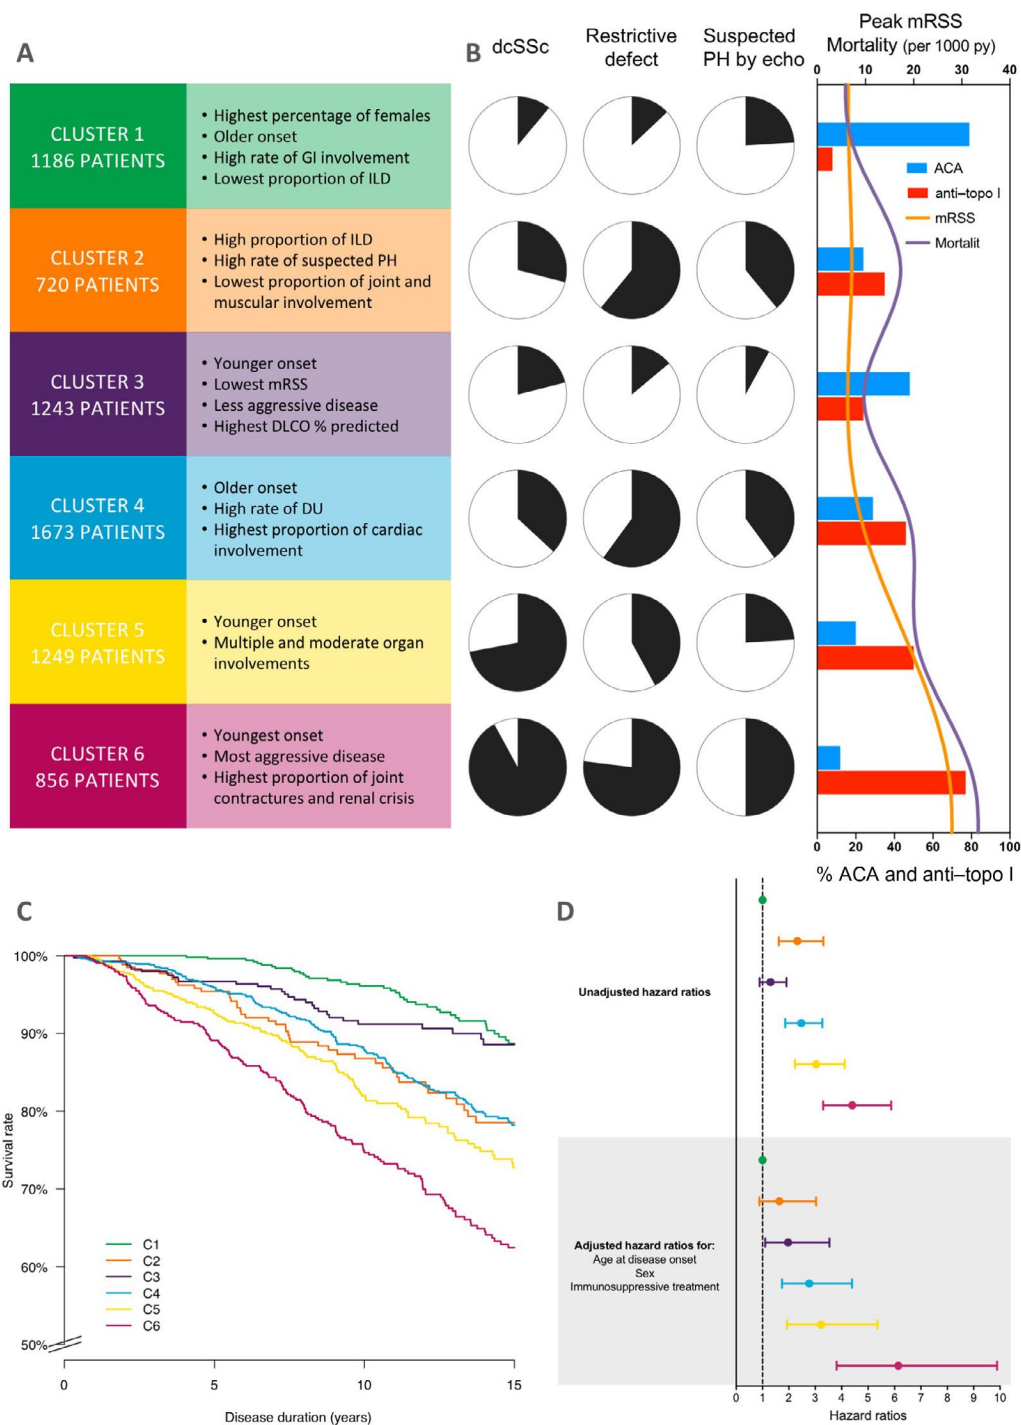 A
CLUSTER 1
1186 PATIENTS
• Highest percentage of females
• Older onset
• High rate of GI involvement
• Lowest proportion of ILD
CLUSTER 2
720 PATIENTS
• High proportion of ILD
• High rate of suspected PH
• Lowest proportion of joint and
muscular involvement
CLUSTER 3
1243 PATIENTS
• Younger onset
• Lowest mRSS
• Less aggressive disease
• Highest DLCO % predicted
CLUSTER 4
1673 PATIENTS
• Older onset
• High rate of DU
• Highest proportion of cardiac
involvement
CLUSTER 5
1249 PATIENTS
• Younger onset
• Multiple and moderate organ
involvements
CLUSTER 6
856 PATIENTS
• Youngest onset
• Most aggressive disease
• Highest proportion of joint
contractures and renal crisis
B
dcSSc
Restrictive
defect
Suspected
PH by echo
Peak mRSS
Mortality (per 1000 py)
0 10 20 30 40
ACA
anti–topo I
mRSS
Mortalit
0 20 40 60 80 100
% ACA and anti–topo I
C
100%
90%
80%
70%
60%
50%
Survival rate
C1
C2
C3
C4
C5
C6
0 5 10 15
Disease duration (years)
D
Unadjusted hazard ratios
Adjusted hazard ratios for:
Age at disease onset
Sex
Immunosuppressive treatment
0 1 2 3 4 5 6 7 8 9 10
Hazard ratios